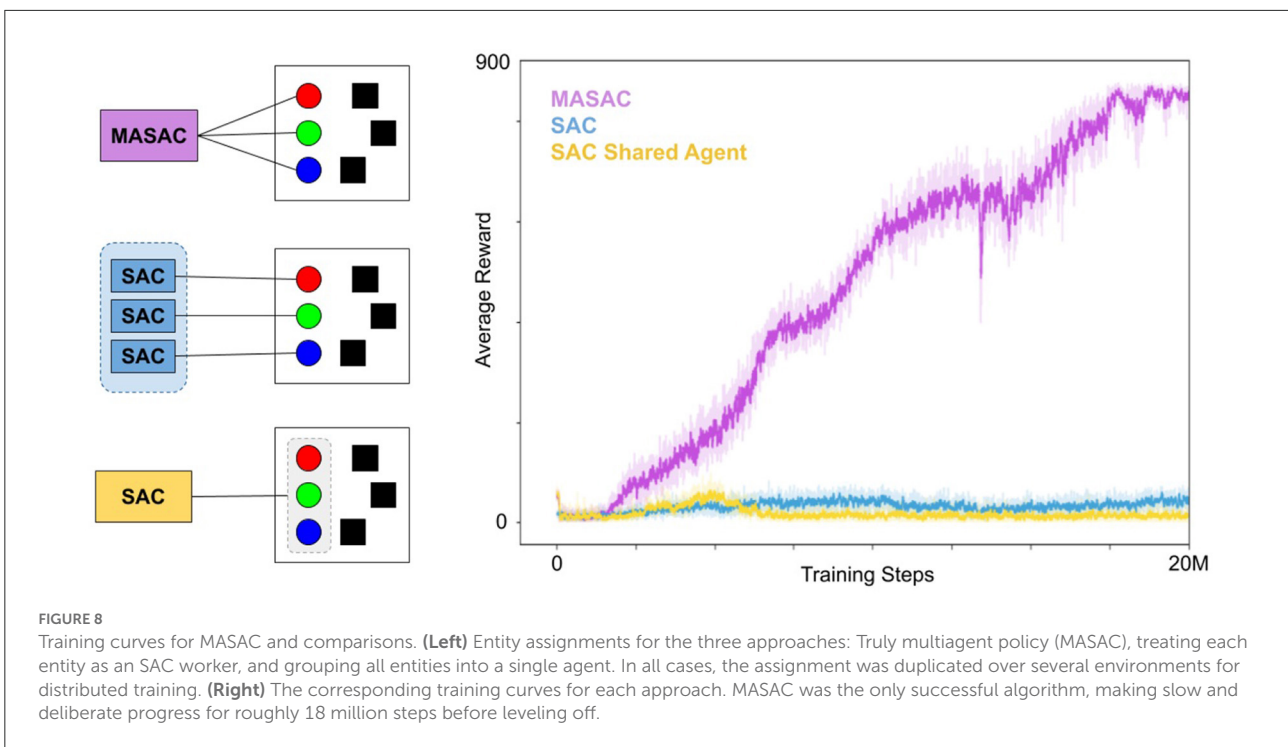 MASAC
SAC
SAC
SAC
SAC
900
MASAC
SAC
SAC Shared Agent
Average Reward
0
0
20M
Training Steps
FIGURE 8
Training curves for MASAC and comparisons. (Left) Entity assignments for the three approaches: Truly multiagent policy (MASAC), treating each
entity as an SAC worker, and grouping all entities into a single agent. In all cases, the assignment was duplicated over several environments for
distributed training. (Right) The corresponding training curves for each approach. MASAC was the only successful algorithm, making slow and
deliberate progress for roughly 18 million steps before leveling off.